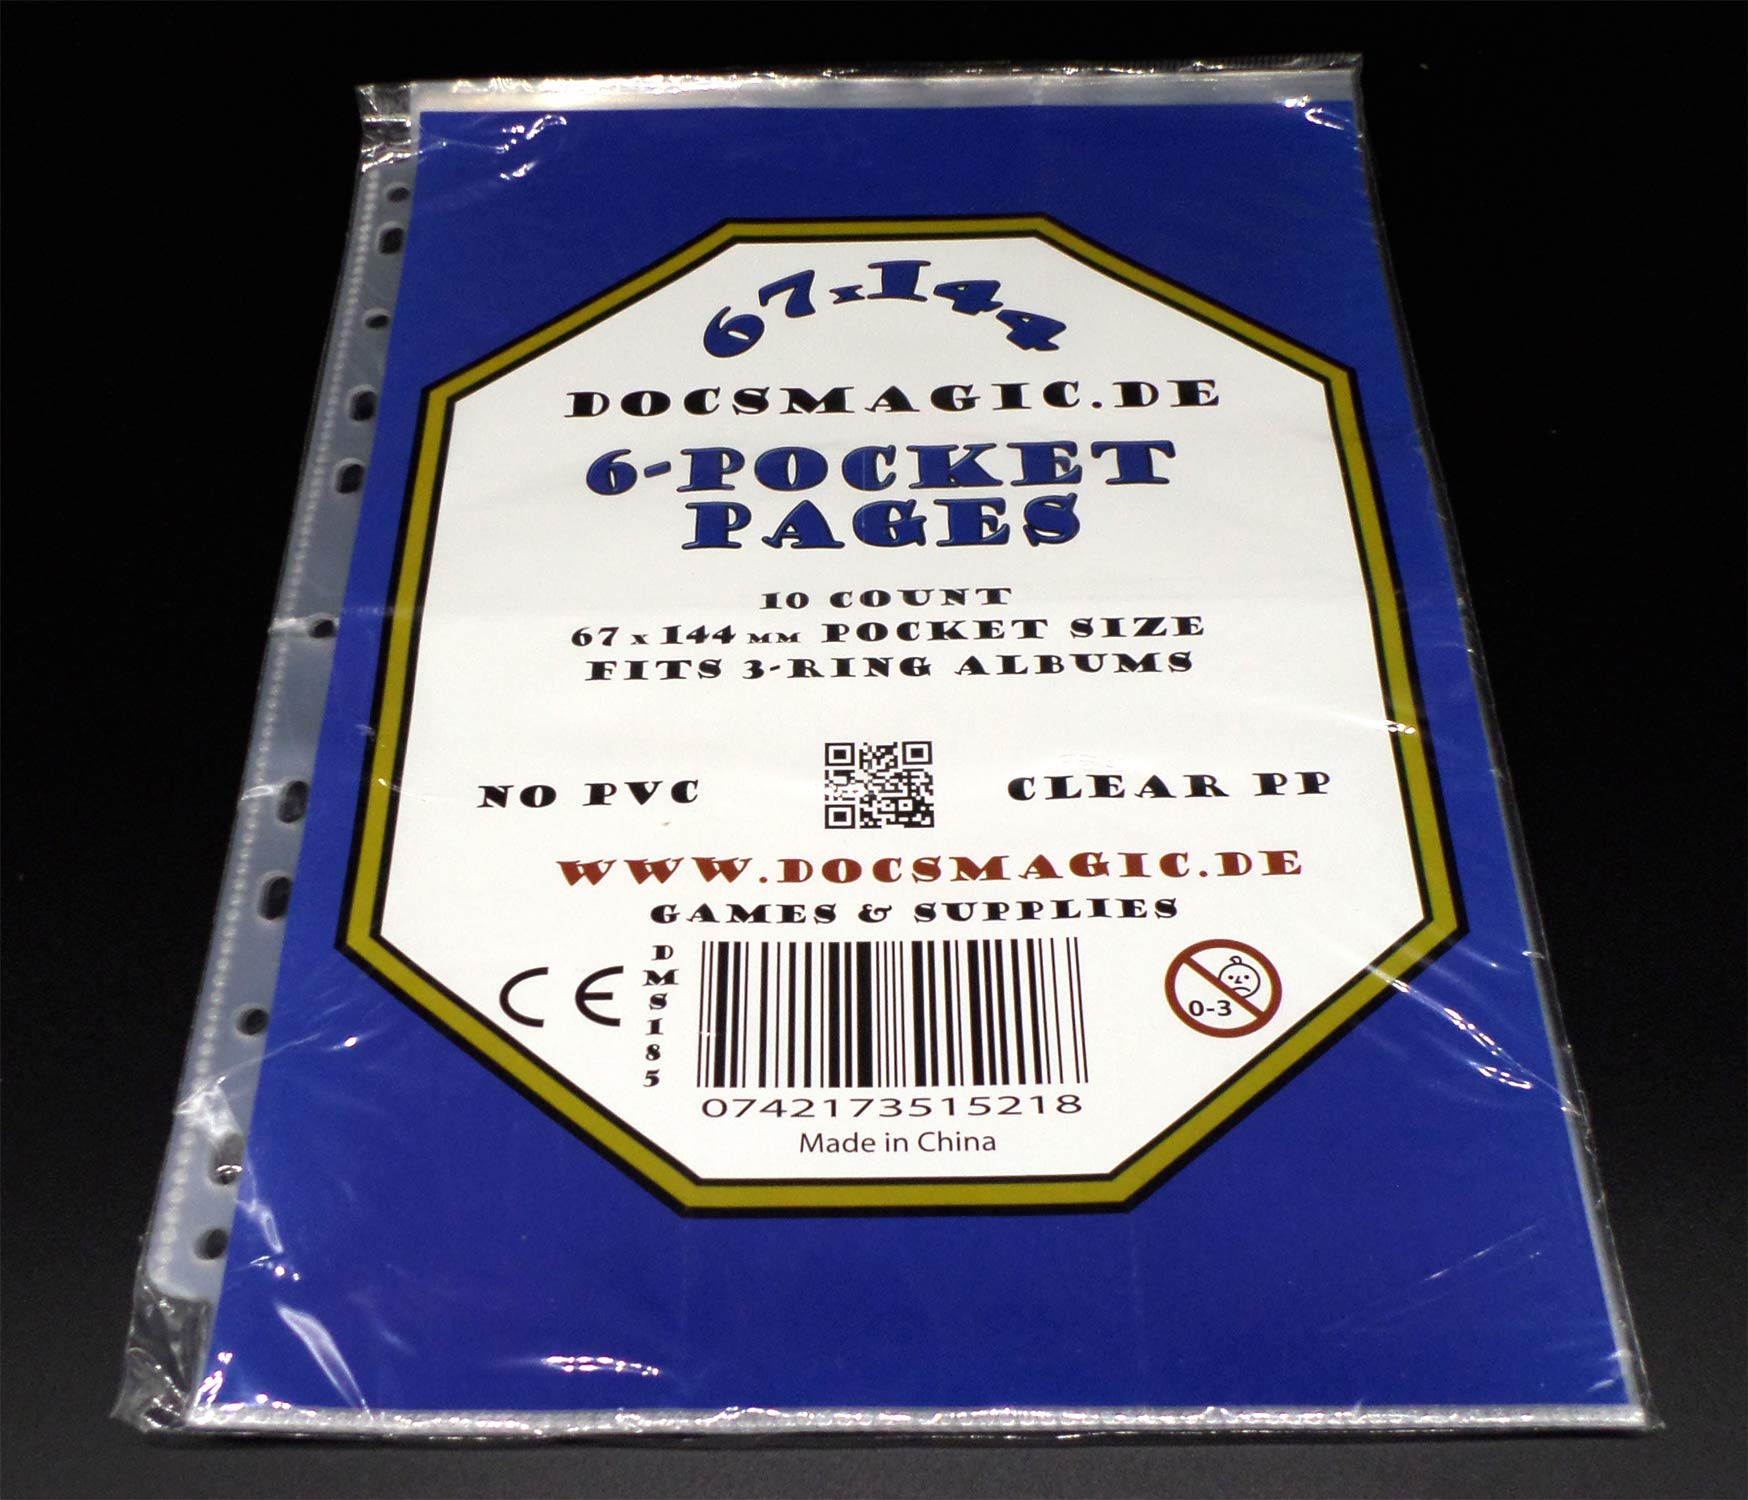 67x144
DOCSMAGIC.DE
6-POCKET
PAGES
10 COUNT
67 x 144 MM POCKET SIZE
FITS 3-RING ALBUMS
NO PVC
CLEAR PP
WWW.DOCSMAGIC.DE
GAMES & SUPPLIES
CE
DMS185
0-3
0742173515218
Made in China